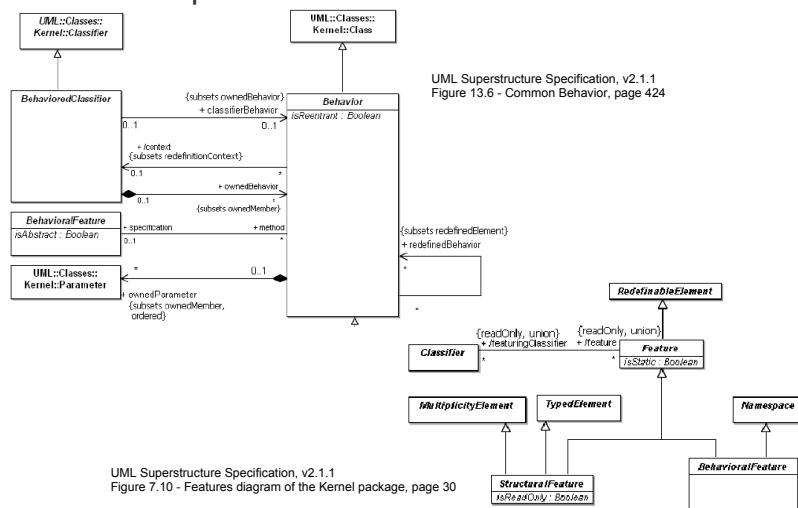 UML::Classes::
Kernel::Classifier
UML::Classes::
Kernel::Class
UML Superstructure Specification, v2.1.1
Figure 13.6 - Common Behavior, page 424
BehavioredClassifier
{subsets ownedBehavior}
+ classifierBehavior
0..1
0..1
Behavior
isReentrant : Boolean
+ /context
{subsets redefinitionContext}
0..1
*
+ ownedBehavior
0..1
*
{subsets ownedMember}
BehavioralFeature
isAbstract : Boolean
+ specification
0..1
+ method
*
{subsets redefinedElement}
+ redefinedBehavior
*
*
UML::Classes::
Kernel::Parameter
*
0..1
+ ownedParameter
{subsets ownedMember,
ordered}
RedefinableElement
Classifier
{readOnly, union}
+ /featuringClassifier
*
{readOnly, union}
+ /feature
*
Feature
isStatic : Boolean
MultiplicityElement
TypedElement
Namespace
UML Superstructure Specification, v2.1.1
Figure 7.10 - Features diagram of the Kernel package, page 30
StructuralFeature
isReadOnly : Boolean
BehavioralFeature